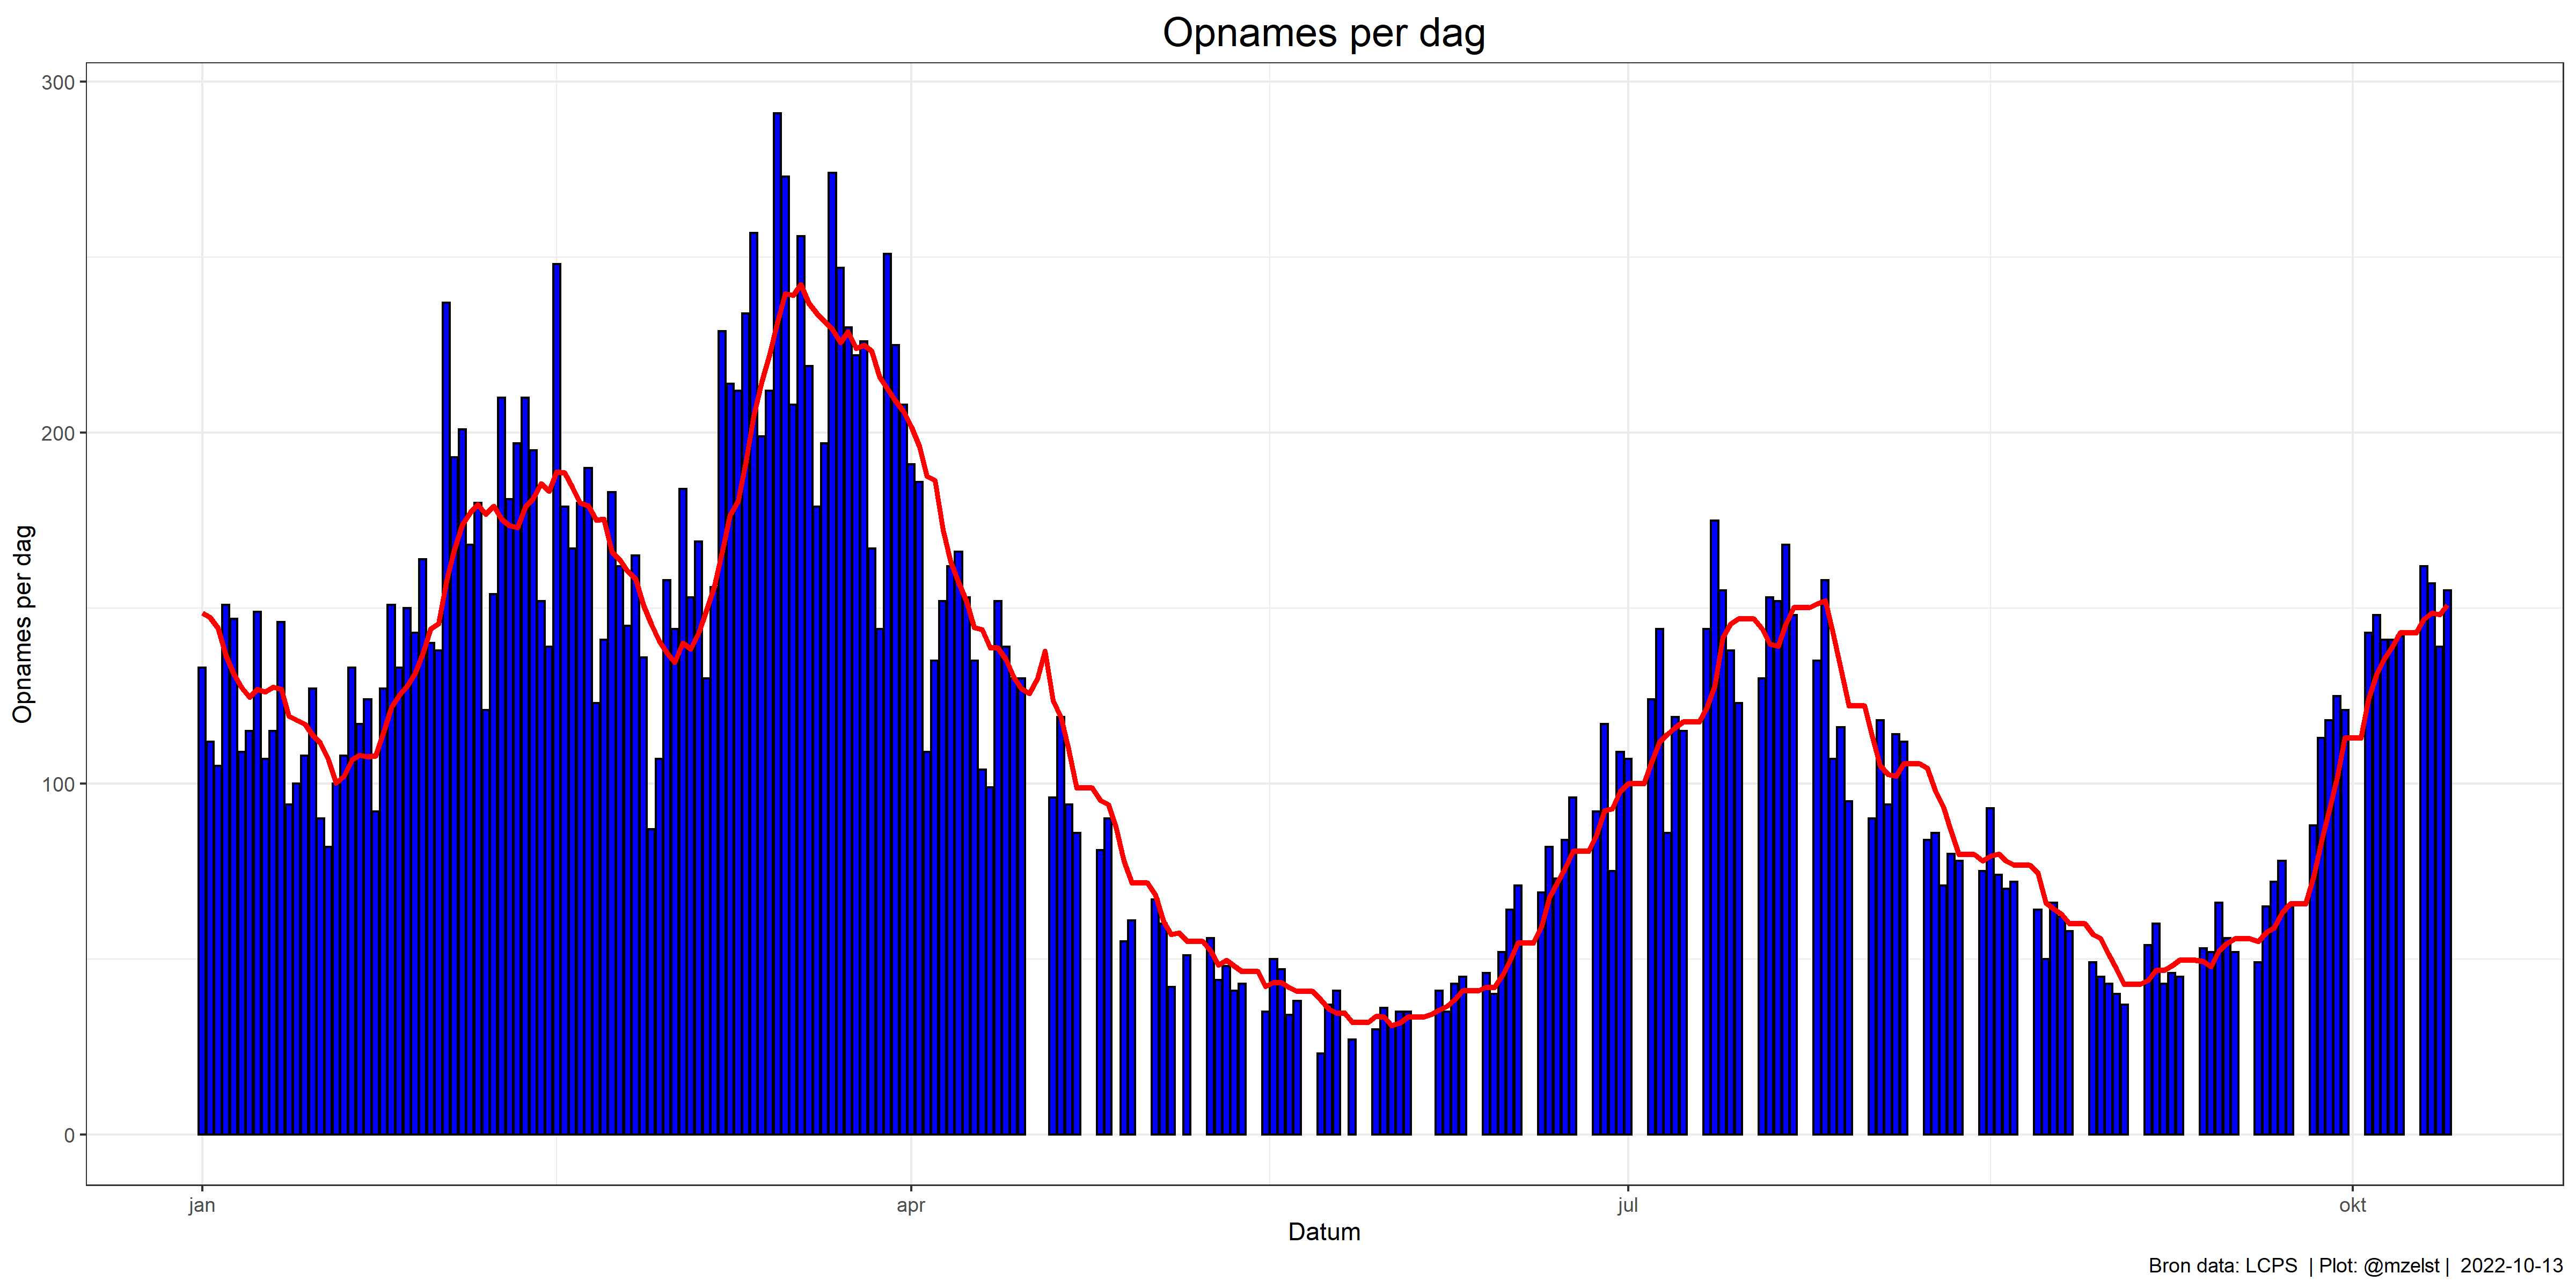 Opnames per dag
300
200
100
0
Opnames per dag
jan
apr
jul
okt
Datum
Bron data: LCPS | Plot: @mzelst | 2022-10-13